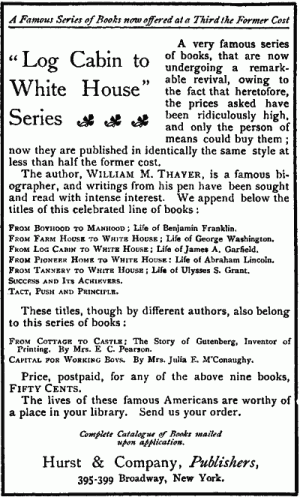 A Famous Series of Books now offered at a Third the Former Cost
“Log Cabin to
White House”
Series
A very famous series
of books, that are now
undergoing a remark-
able revival, owing to
the fact that heretofore,
the prices asked have
been ridiculously high,
and only the person of
means could buy them;
now they are published in identically the same style at
less than half the former cost.
The author, WILLIAM M. THAYER, is a famous bi-
ographer, and writings from his pen have been sought
and read with intense interest. We append below the
titles of this celebrated line of books:
FROM BOYHOOD TO MANHOOD; Life of Benjamin Franklin.
FROM FARM HOUSE TO WHITE HOUSE; Life of George Washington.
FROM LOG CABIN TO WHITE HOUSE; Life of James A. Garfield.
FROM PIONEER HOME TO WHITE HOUSE: Life of Abraham Lincoln.
FROM TANNERY TO WHITE HOUSE; Life of Ulysses S. Grant.
SUCCESS AND ITS ACHIEVERS.
TACT, PUSH AND PRINCIPLE.
These titles, though by different authors, also belong
to this series of books:
FROM COTTAGE TO CASTLE; The Story of Gutenberg, Inventor of
Printing. By Mrs. E. C. Pearson.
CAPITAL FOR WORKING BOYS. By Mrs. Julia E. M’Conaughy.
Price, postpaid, for any of the above nine books,
FIFTY CENTS.
The lives of these famous Americans are worthy of
a place in your library. Send us your order.
Complete Catalogue of Books mailed
upon application.
Hurst & Company, Publishers,
395-399 Broadway, New York.